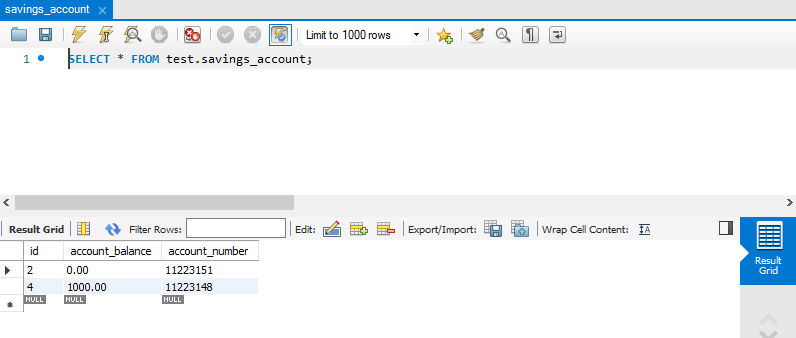 savings_account
Limit to 1000 rows
1 SELECT * FROM test.savings_account;
Result Grid Filter Rows: Edit: Export/Import: Wrap Cell Content:
id account_balance account_number
2 0.00 11223151
4 1000.00 11223148
NULL NULL NULL
Result
Grid